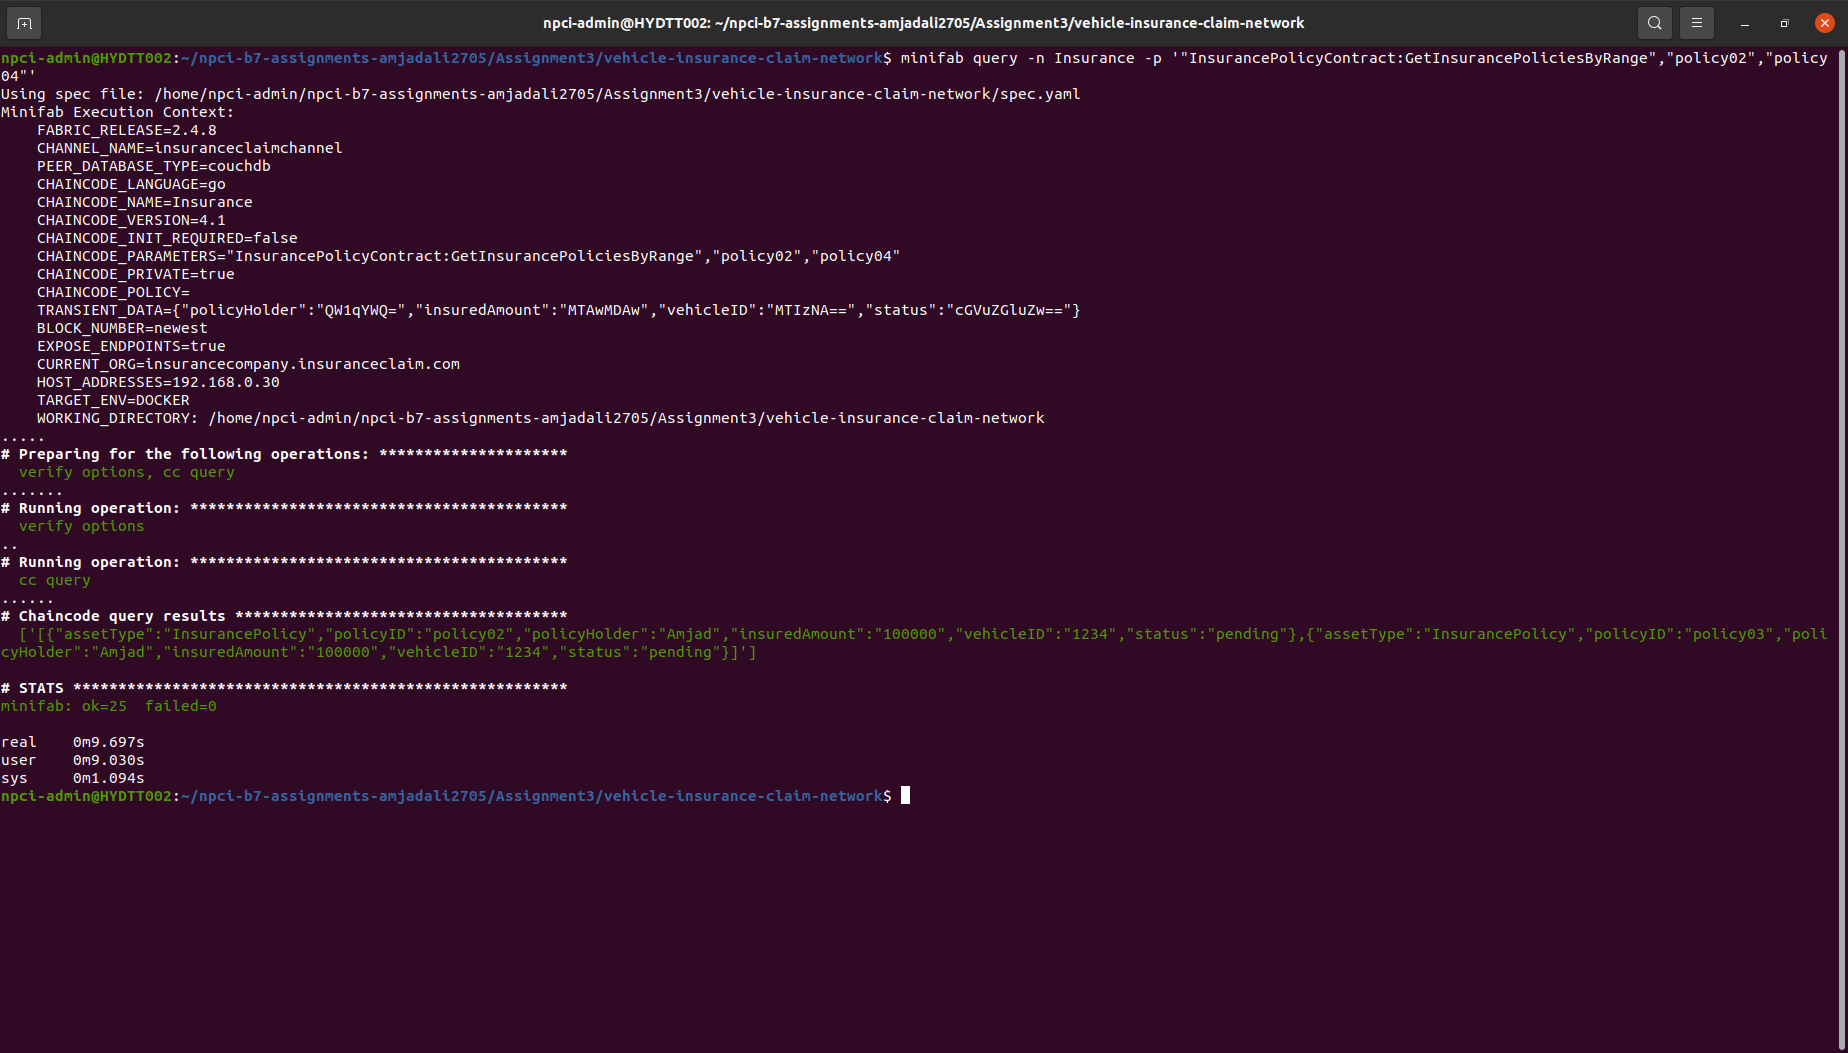 npci-admin@HYDTT002: ~/npci-b7-assignments-amjadali2705/Assignment3/vehicle-insurance-claim-network
npci-admin@HYDTT002:~/npci-b7-assignments-amjadali2705/Assignment3/vehicle-insurance-claim-network$ minifab query -n Insurance -p '"InsurancePolicyContract:GetInsurancePoliciesByRange","policy02","policy
04"'
Using spec file: /home/npci-admin/npci-b7-assignments-amjadali2705/Assignment3/vehicle-insurance-claim-network/spec.yaml
Minifab Execution Context:
    FABRIC_RELEASE=2.4.8
    CHANNEL_NAME=insuranceclaimchannel
    PEER_DATABASE_TYPE=couchdb
    CHAINCODE_LANGUAGE=go
    CHAINCODE_NAME=Insurance
    CHAINCODE_VERSION=4.1
    CHAINCODE_INIT_REQUIRED=false
    CHAINCODE_PARAMETERS="InsurancePolicyContract:GetInsurancePoliciesByRange","policy02","policy04"
    CHAINCODE_PRIVATE=true
    CHAINCODE_POLICY=
    TRANSIENT_DATA={"policyHolder":"QW1qYWQ=","insuredAmount":"MTAwMDAw","vehicleID":"MTIzNA==","status":"cGVuZGluZw=="}
    BLOCK_NUMBER=newest
    EXPOSE_ENDPOINTS=true
    CURRENT_ORG=insurancecompany.insuranceclaim.com
    HOST_ADDRESSES=192.168.0.30
    TARGET_ENV=DOCKER
    WORKING_DIRECTORY: /home/npci-admin/npci-b7-assignments-amjadali2705/Assignment3/vehicle-insurance-claim-network
.....
# Preparing for the following operations: *********************
  verify options, cc query
.......
# Running operation: ******************************************
  verify options
..
# Running operation: ******************************************
  cc query
......
# Chaincode query results *************************************
  ['[{"assetType":"InsurancePolicy","policyID":"policy02","policyHolder":"Amjad","insuredAmount":"100000","vehicleID":"1234","status":"pending"},{"assetType":"InsurancePolicy","policyID":"policy03","poli
cyHolder":"Amjad","insuredAmount":"100000","vehicleID":"1234","status":"pending"}]']
# STATS *******************************************************
minifab: ok=25  failed=0
real    0m9.697s
user    0m9.030s
sys     0m1.094s
npci-admin@HYDTT002:~/npci-b7-assignments-amjadali2705/Assignment3/vehicle-insurance-claim-network$